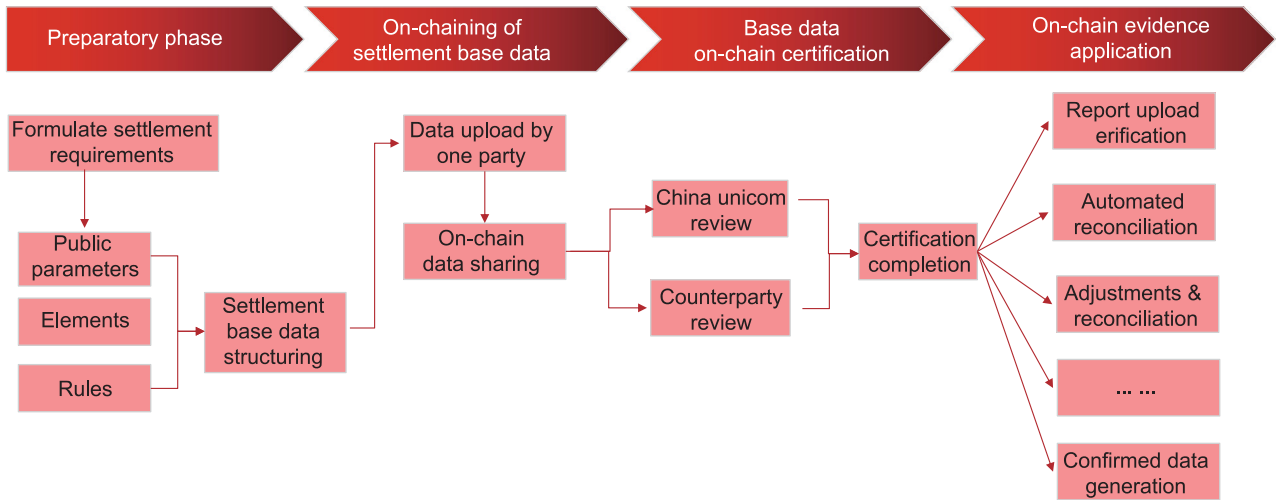 Preparatory phase
On-chaining of
settlement base data
Base data
on-chain certification
On-chain evidence
application
Formulate settlement
requirements
Public
parameters
Elements
Rules
Settlement
base data
structuring
Data upload by
one party
On-chain
data sharing
China unicom
review
Counterparty
review
Certification
completion
Report upload
erification
Automated
reconciliation
Adjustments &
reconciliation
... ...
Confirmed data
generation